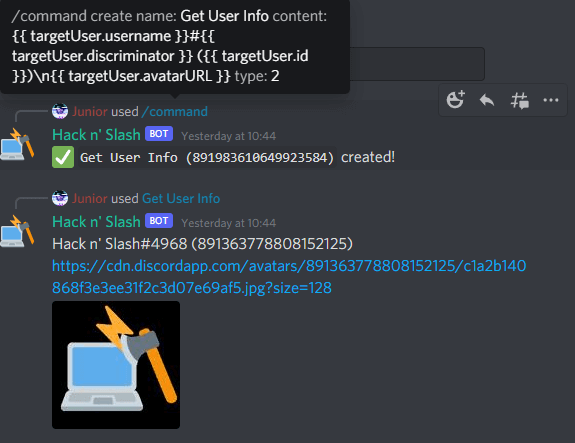 /command create name: Get User Info content:
{{ targetUser.username }}#{{
targetUser.discriminator }} ({{ targetUser.id
}})\n{{ targetUser.avatarURL }} type: 2
Junior used /command
Hack n' Slash BOT Yesterday at 10:44
Get User Info (891983610649923584) created!
Junior used Get User Info
Hack n' Slash BOT Yesterday at 10:44
Hack n' Slash#4968 (891363778808152125)
https://cdn.discordapp.com/avatars/891363778808152125/c1a2b140
868f3e3ee31f2c3d07e69af5.jpg?size=128